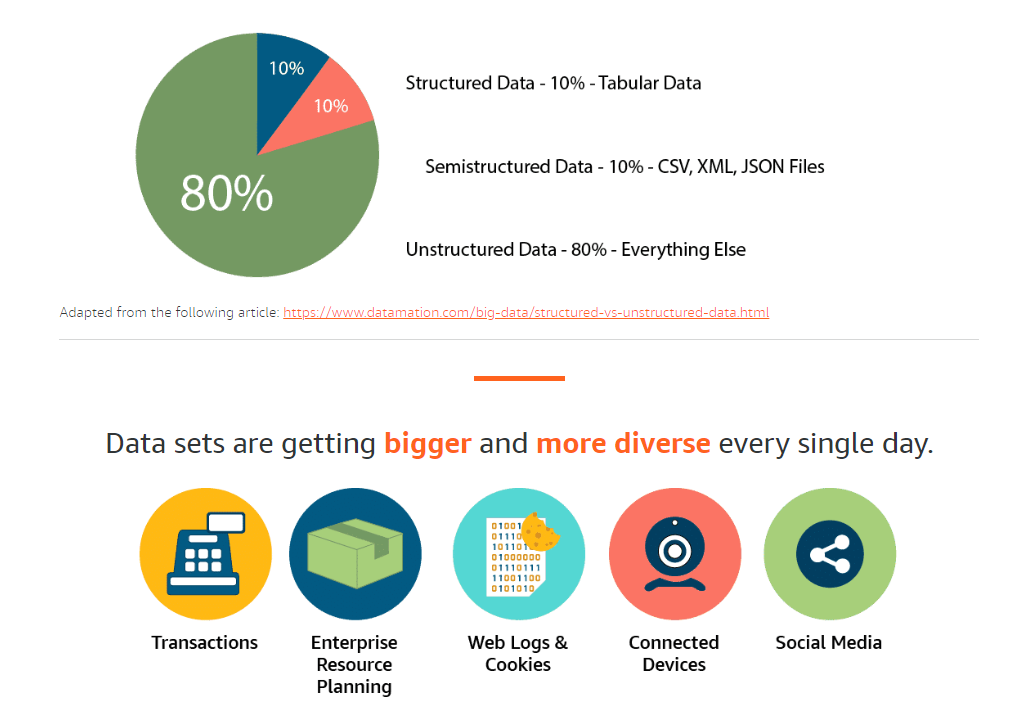 10%
10%
80%
Structured Data - 10% - Tabular Data
Semistructured Data - 10% - CSV, XML, JSON Files
Unstructured Data - 80% - Everything Else
Adapted from the following article: https://www.datamation.com/big-data/structured-vs-unstructured-data.html
Data sets are getting bigger and more diverse every single day.
Transactions
Enterprise
Resource
Planning
Web Logs &
Cookies
Connected
Devices
Social Media